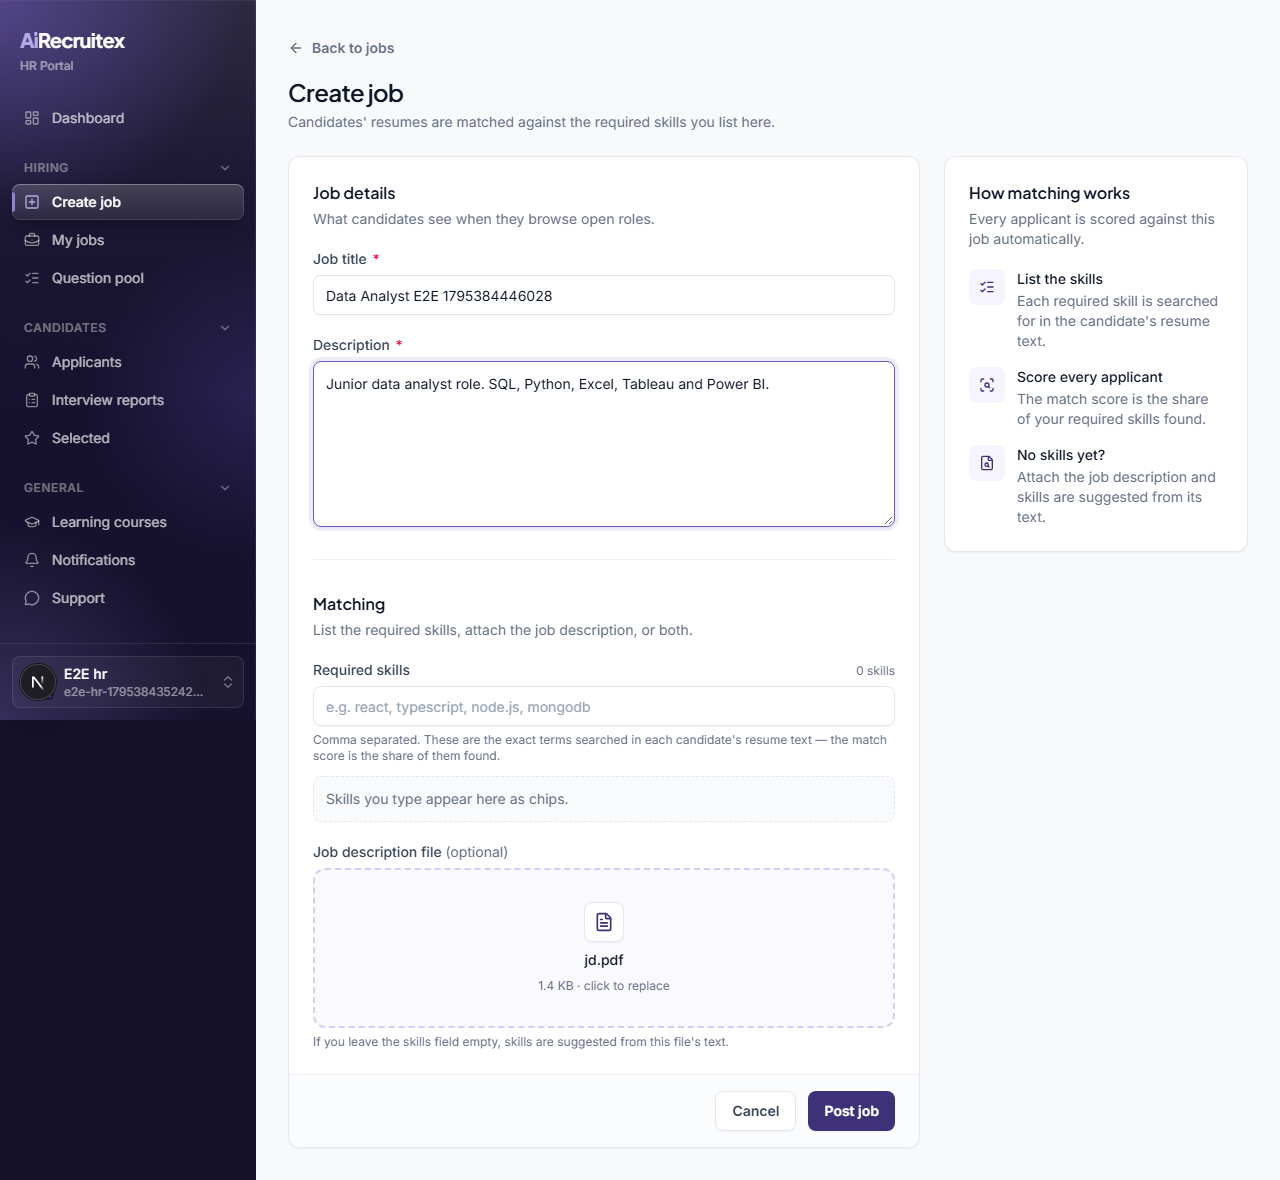 AiRecruitex
HR Portal
Dashboard
HIRING
Create job
My jobs
Question pool
CANDIDATES
Applicants
Interview reports
Selected
GENERAL
Learning courses
Notifications
Support
N
E2E hr
e2e-hr-179538435242...
Back to jobs
Create job
Candidates' resumes are matched against the required skills you list here.
Job details
What candidates see when they browse open roles.
Job title *
Data Analyst E2E 1795384446028
Description *
Junior data analyst role. SQL, Python, Excel, Tableau and Power BI.
Matching
List the required skills, attach the job description, or both.
Required skills
0 skills
e.g. react, typescript, node.js, mongodb
Comma separated. These are the exact terms searched in each candidate's resume text — the match
score is the share of them found.
Skills you type appear here as chips.
Job description file (optional)
jd.pdf
1.4 KB · click to replace
If you leave the skills field empty, skills are suggested from this file's text.
Cancel
Post job
How matching works
Every applicant is scored against this
job automatically.
List the skills
Each required skill is searched
for in the candidate's resume
text.
Score every applicant
The match score is the share
of your required skills found.
No skills yet?
Attach the job description and
skills are suggested from its
text.